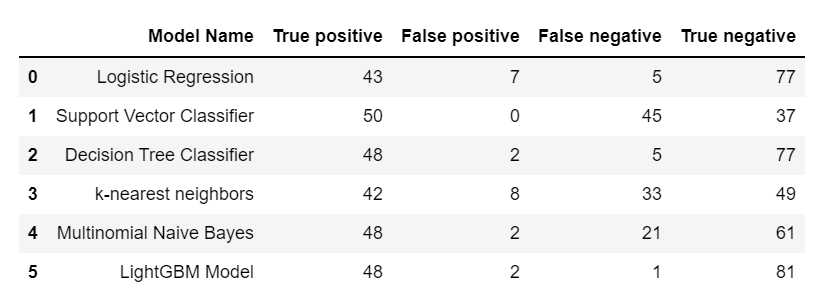 Model Name True positive False positive False negative True negative
0 Logistic Regression 43 7 5 77
1 Support Vector Classifier 50 0 45 37
2 Decision Tree Classifier 48 2 5 77
3 k-nearest neighbors 42 8 33 49
4 Multinomial Naive Bayes 48 2 21 61
5 LightGBM Model 48 2 1 81